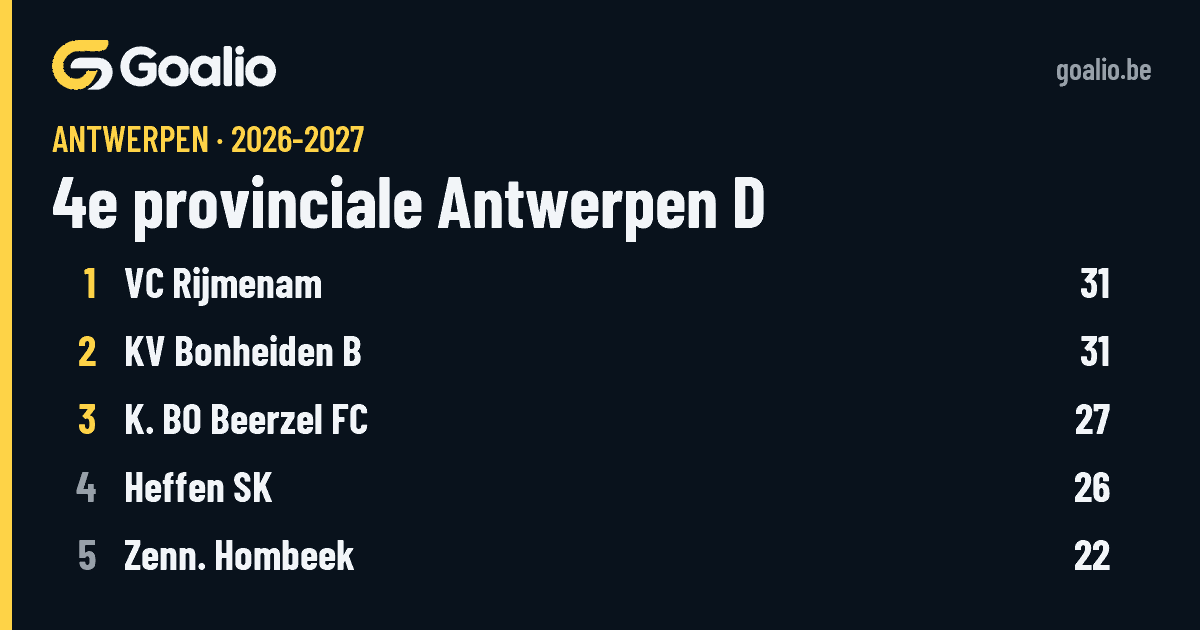 Goalio
goalio.be
ANTWERPEN · 2026-2027
4e provinciale Antwerpen D
1 VC Rijmenam 31
2 KV Bonheiden B 31
3 K. BO Beerzel FC 27
4 Heffen SK 26
5 Zenn. Hombeek 22